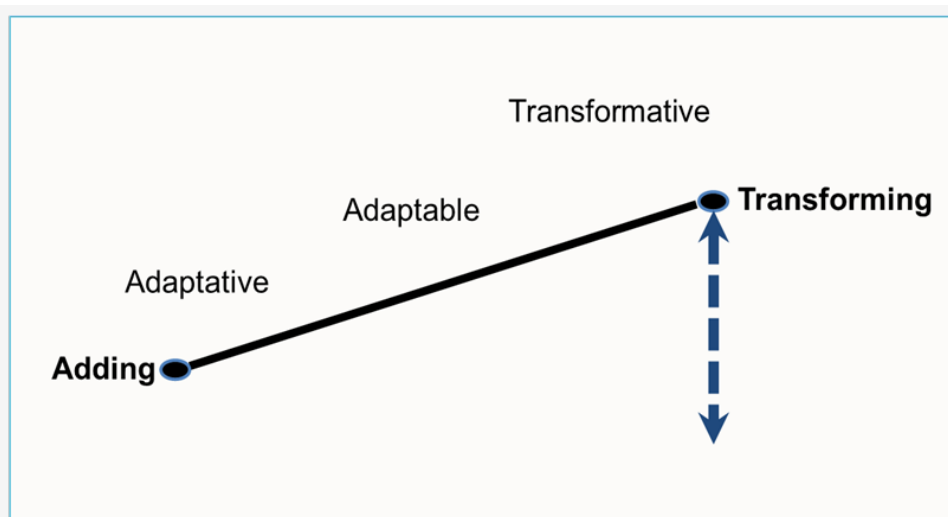 Transformative
Transforming
Adaptable
Adaptative
Adding